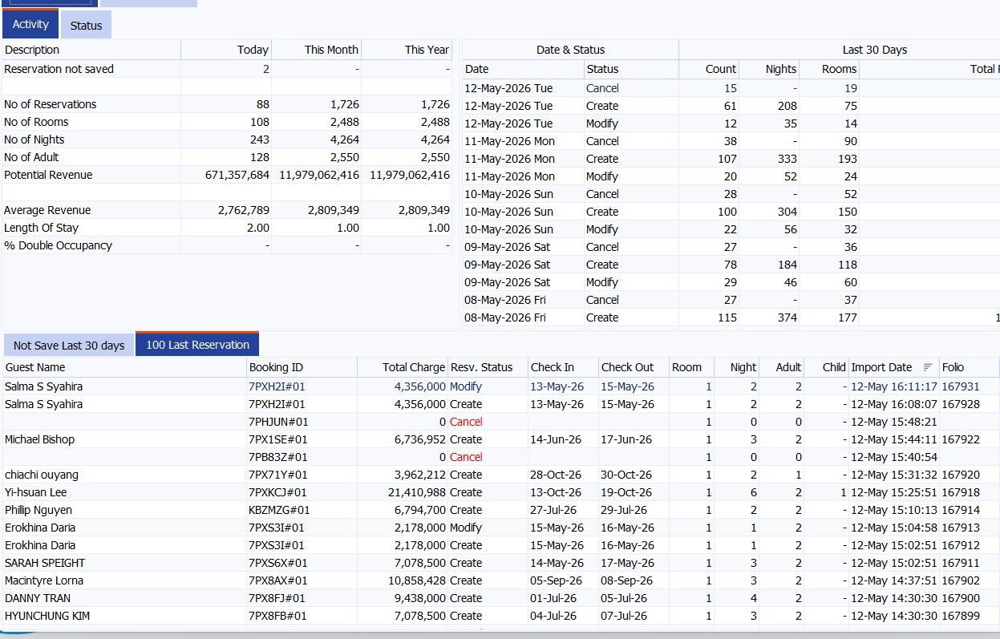 Activity Status
Description Today This Month This Year
Reservation not saved 2 - -
No of Reservations 88 1,726 1,726
No of Rooms 108 2,488 2,488
No of Nights 243 4,264 4,264
No of Adult 128 2,550 2,550
Potential Revenue 671,357,684 11,979,062,416 11,979,062,416
Average Revenue 2,762,789 2,809,349 2,809,349
Length Of Stay 2.00 1.00 1.00
% Double Occupancy - - -
Date & Status Last 30 Days
Date Status Count Nights Rooms Total
12-May-2026 Tue Cancel 15 - 19
12-May-2026 Tue Create 61 208 75
12-May-2026 Tue Modify 12 35 14
11-May-2026 Mon Cancel 38 - 90
11-May-2026 Mon Create 107 333 193
11-May-2026 Mon Modify 20 52 24
10-May-2026 Sun Cancel 28 - 52
10-May-2026 Sun Create 100 304 150
10-May-2026 Sun Modify 22 56 32
09-May-2026 Sat Cancel 27 - 36
09-May-2026 Sat Create 78 184 118
09-May-2026 Sat Modify 29 46 60
08-May-2026 Fri Cancel 27 - 37
08-May-2026 Fri Create 115 374 177
Not Save Last 30 days 100 Last Reservation
Guest Name Booking ID Total Charge Resv. Status Check In Check Out Room Night Adult Child Import Date Folio
Salma S Syahira 7PXH2I#01 4,356,000 Modify 13-May-26 15-May-26 1 2 2 - 12-May 16:11:17 167931
Salma S Syahira 7PXH2I#01 4,356,000 Create 13-May-26 15-May-26 1 2 2 - 12-May 16:08:07 167928
7PHJUN#01 0 Cancel 1 0 0 - 12-May 15:48:21
Michael Bishop 7PX1SE#01 6,736,952 Create 14-Jun-26 17-Jun-26 1 3 2 - 12-May 15:44:11 167922
7PB83Z#01 0 Cancel 1 0 0 - 12-May 15:40:54
chiachi ouyang 7PX71Y#01 3,962,212 Create 28-Oct-26 30-Oct-26 1 2 1 - 12-May 15:31:32 167920
Yi-hsuan Lee 7PXKCJ#01 21,410,988 Create 13-Oct-26 19-Oct-26 1 6 2 1 12-May 15:25:51 167918
Phillip Nguyen KBZMZG#01 6,794,700 Create 27-Jul-26 29-Jul-26 1 2 2 - 12-May 15:10:13 167914
Erokhina Daria 7PXS3I#01 2,178,000 Modify 15-May-26 16-May-26 1 1 2 - 12-May 15:04:58 167913
Erokhina Daria 7PXS3I#01 2,178,000 Create 15-May-26 16-May-26 1 1 2 - 12-May 15:02:51 167912
SARAH SPEIGHT 7PXS6X#01 7,078,500 Create 14-May-26 17-May-26 1 3 2 - 12-May 15:02:51 167911
Macintyre Lorna 7PX8AX#01 10,858,428 Create 05-Sep-26 08-Sep-26 1 3 2 - 12-May 14:37:51 167902
DANNY TRAN 7PX8FJ#01 9,438,000 Create 01-Jul-26 05-Jul-26 1 4 2 - 12-May 14:30:30 167900
HYUNCHUNG KIM 7PX8FB#01 7,078,500 Create 04-Jul-26 07-Jul-26 1 3 2 - 12-May 14:30:30 167899